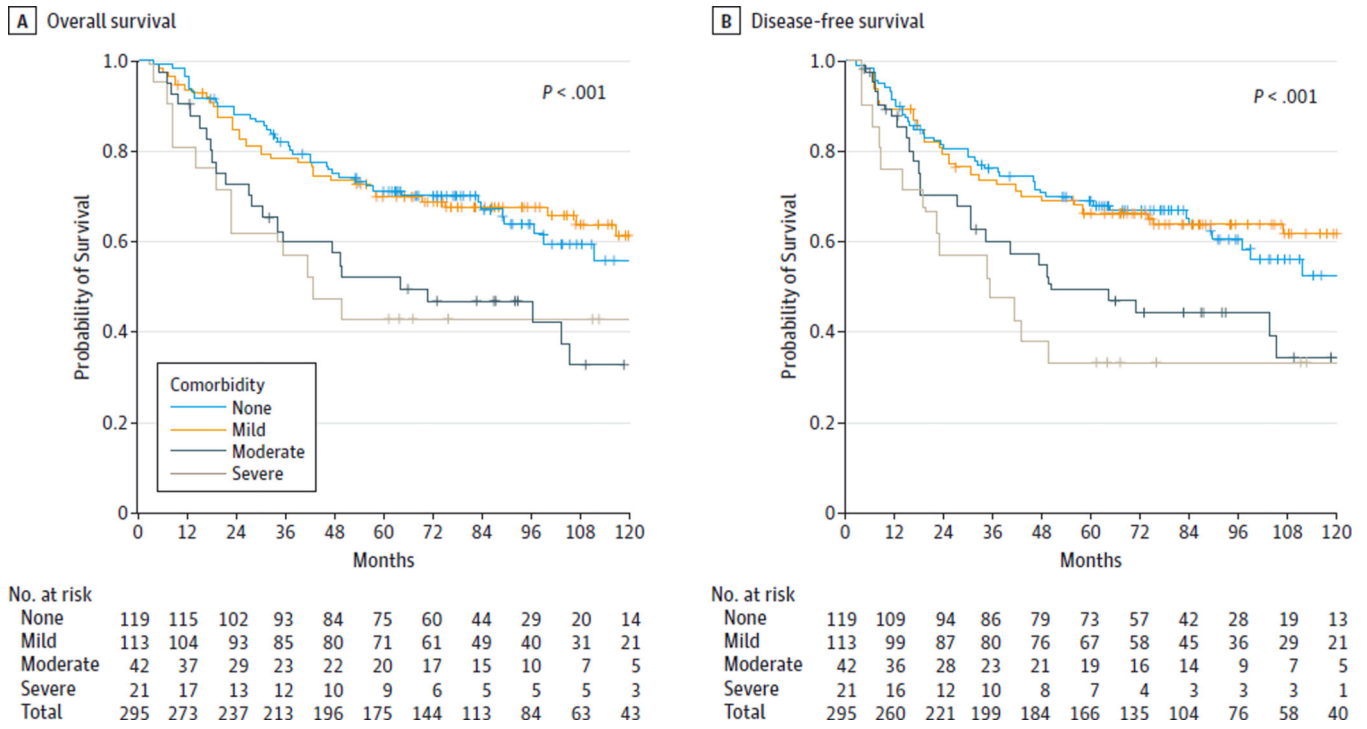 A Overall survival
1.0
0.8
0.6
0.4
0.2
0
Probability of Survival
P < .001
Comorbidity
None
Mild
Moderate
Severe
0 12 24 36 48 60 72 84 96 108 120
Months
No. at risk
None 119 115 102 93 84 75 60 44 29 20 14
Mild 113 104 93 85 80 71 61 49 40 31 21
Moderate 42 37 29 23 22 20 17 15 10 7 5
Severe 21 17 13 12 10 9 6 5 5 5 3
Total 295 273 237 213 196 175 144 113 84 63 43
B Disease-free survival
1.0
0.8
0.6
0.4
0.2
0
Probability of Survival
P < .001
0 12 24 36 48 60 72 84 96 108 120
Months
No. at risk
None 119 109 94 86 79 73 57 42 28 19 13
Mild 113 99 87 80 76 67 58 45 36 29 21
Moderate 42 36 28 23 21 19 16 14 9 7 5
Severe 21 16 12 10 8 7 4 3 3 3 1
Total 295 260 221 199 184 166 135 104 76 58 40